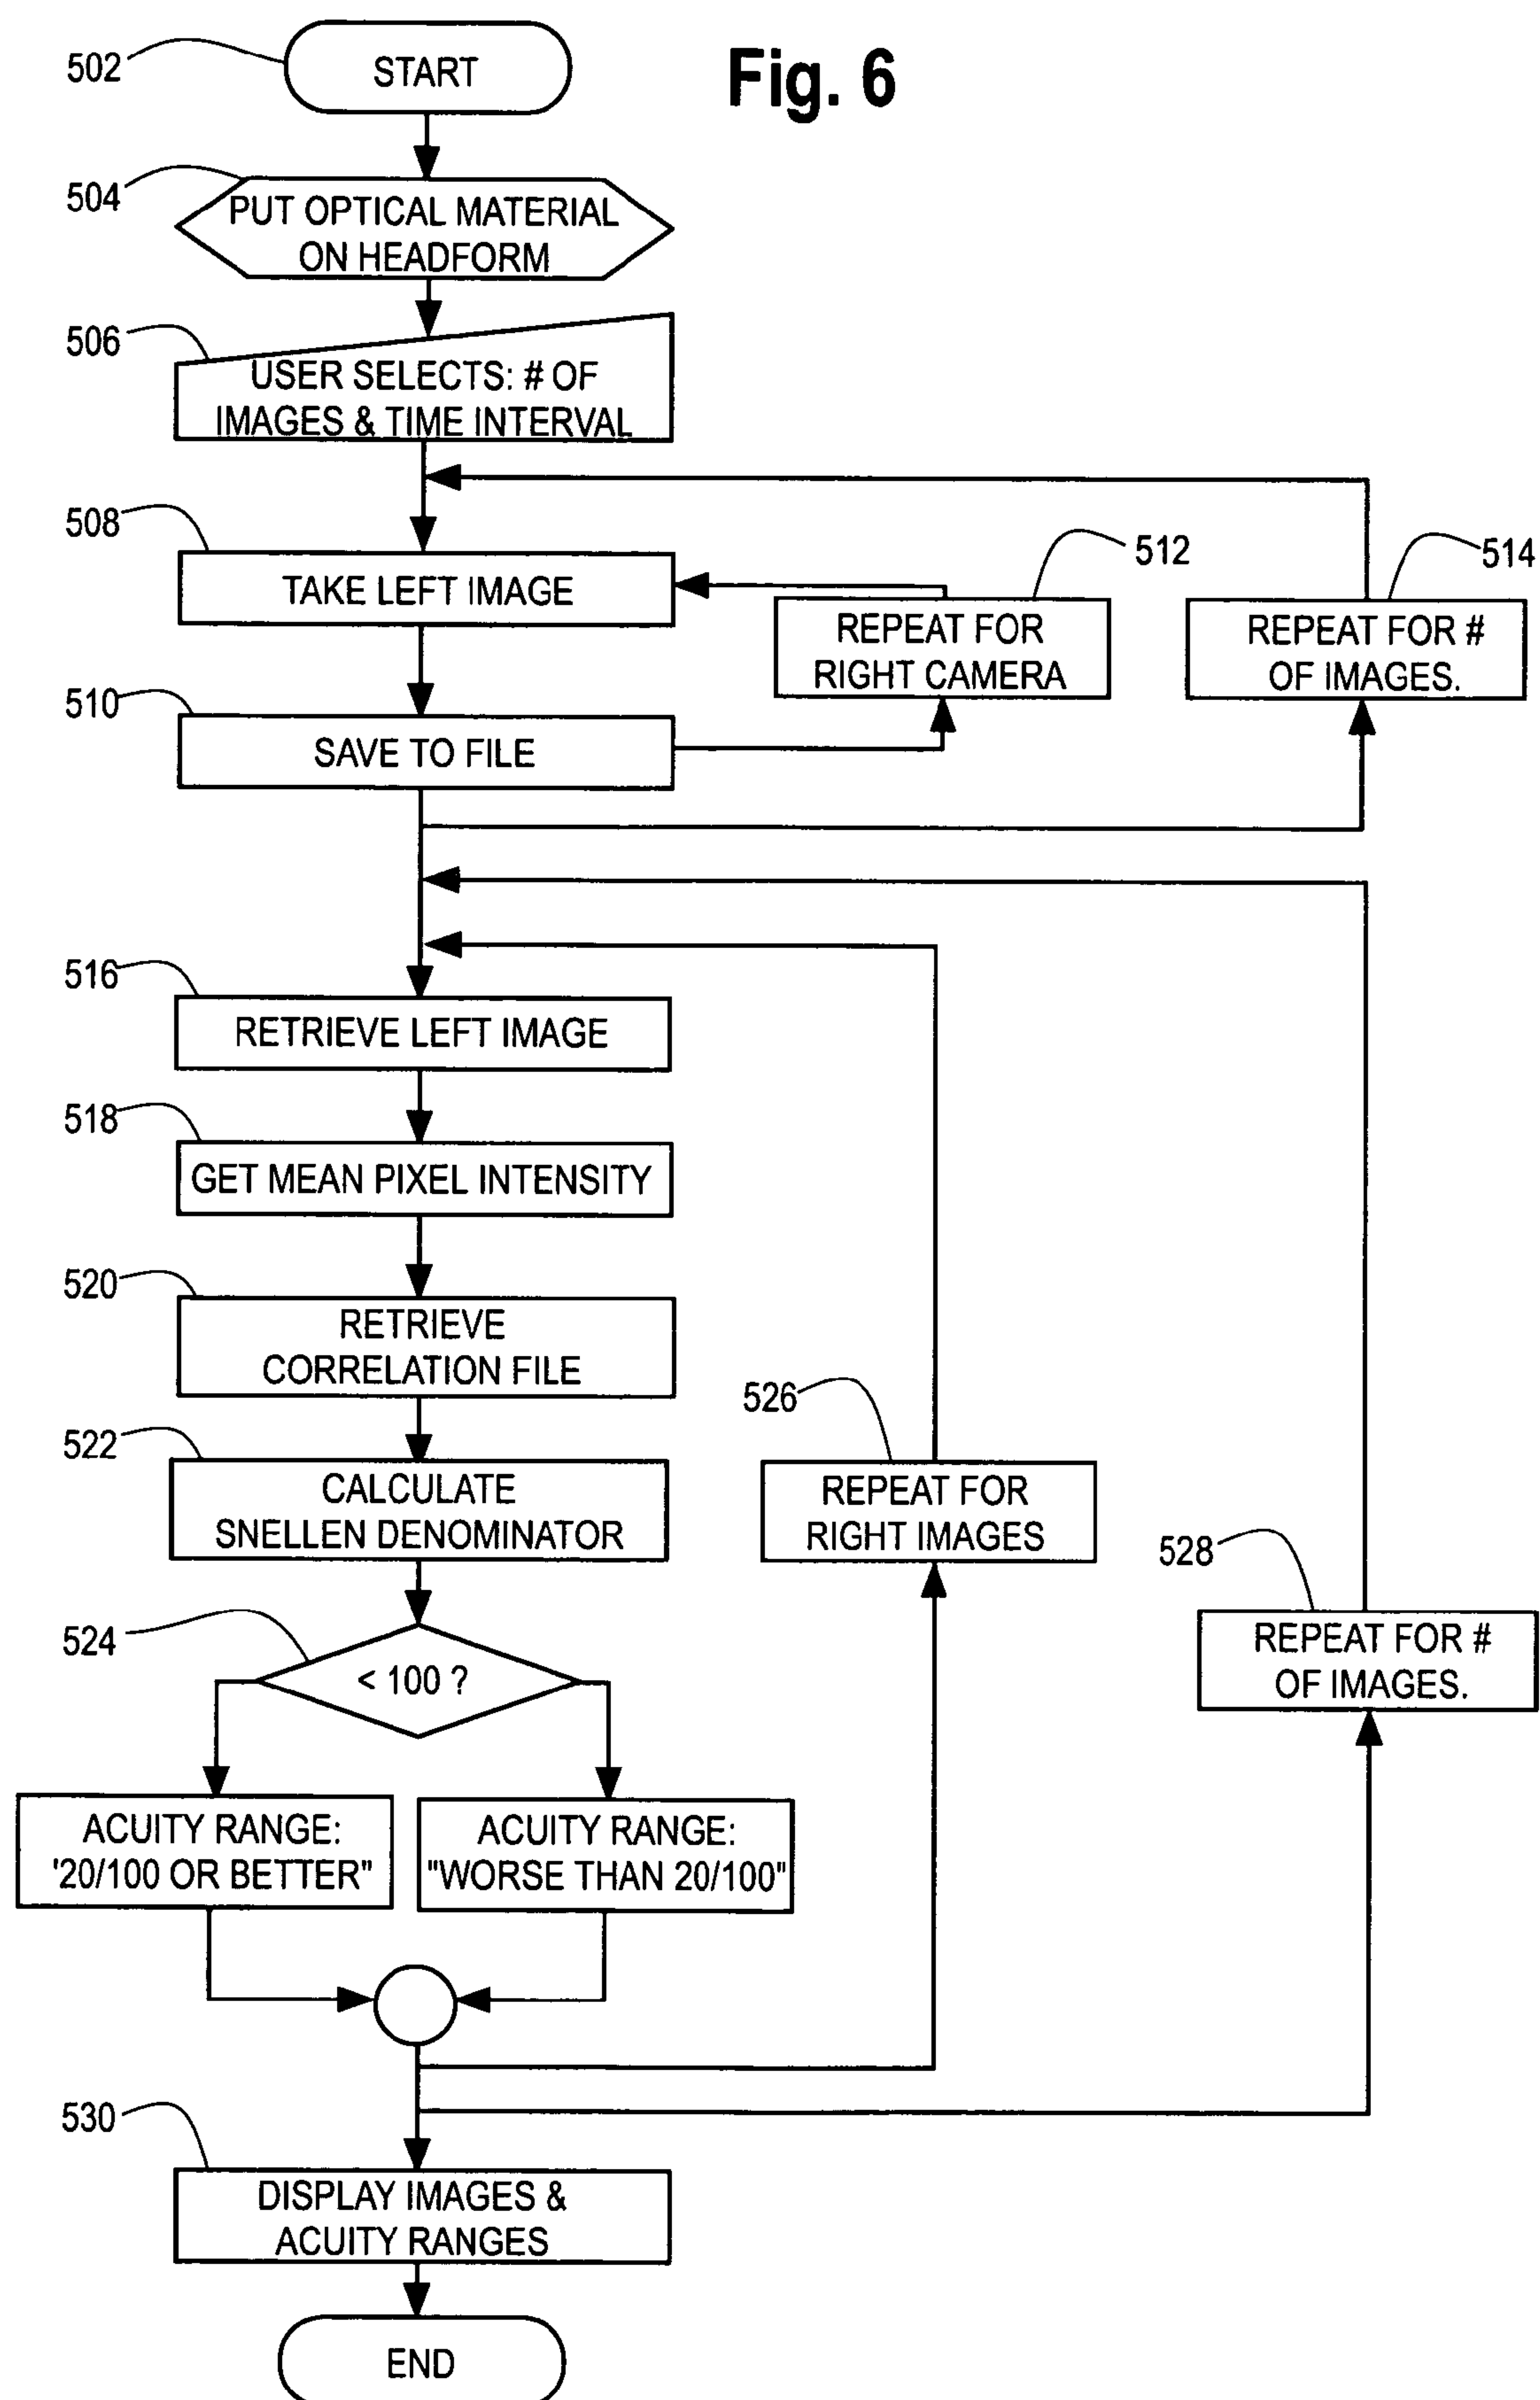 Fig. 6
502
START
504
PUT OPTICAL MATERIAL
ON HEADFORM
506
USER SELECTS: # OF
IMAGES & TIME INTERVAL
508
TAKE LEFT IMAGE
512
REPEAT FOR
RIGHT CAMERA
514
REPEAT FOR #
OF IMAGES.
510
SAVE TO FILE
516
RETRIEVE LEFT IMAGE
518
GET MEAN PIXEL INTENSITY
520
RETRIEVE
CORRELATION FILE
522
CALCULATE
SNELLEN DENOMINATOR
526
REPEAT FOR
RIGHT IMAGES
528
REPEAT FOR #
OF IMAGES.
524
< 100 ?
ACUITY RANGE:
'20/100 OR BETTER"
ACUITY RANGE:
"WORSE THAN 20/100"
530
DISPLAY IMAGES &
ACUITY RANGES
END